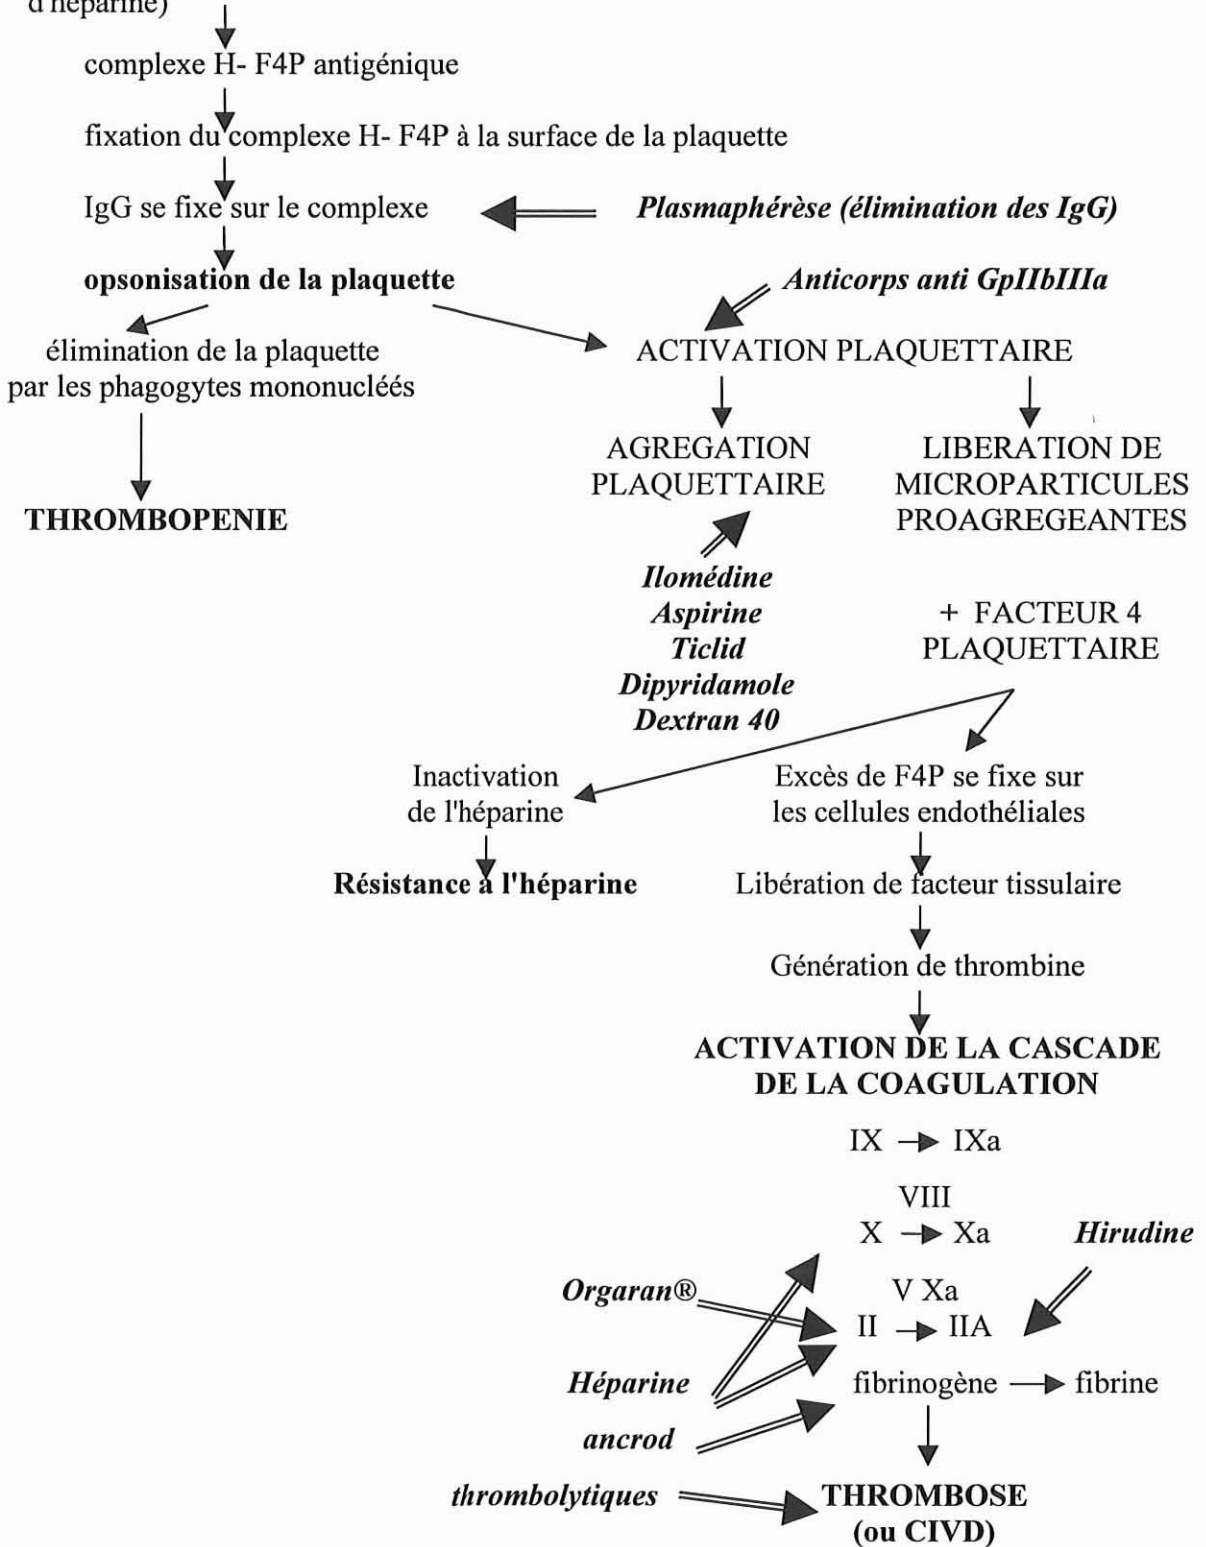 d'héparine)
complexe H- F4P antigénique
fixation du complexe H- F4P à la surface de la plaquette
IgG se fixe sur le complexe
Plasmaphérèse (élimination des IgG)
opsonisation de la plaquette
Anticorps anti GpIIbIIIa
élimination de la plaquette
par les phagogytes mononucléés
ACTIVATION PLAQUETTAIRE
AGREGATION
PLAQUETTAIRE
LIBERATION DE
MICROPARTICULES
PROAGREGEANTES
THROMBOPENIE
Ilomédine
Aspirine
Ticlid
Dipyridamole
Dextran 40
+ FACTEUR 4
PLAQUETTAIRE
Inactivation
de l'héparine
Excès de F4P se fixe sur
les cellules endothéliales
Résistance à l'héparine
Libération de facteur tissulaire
Génération de thrombine
ACTIVATION DE LA CASCADE
DE LA COAGULATION
IX IXa
VIII
X Xa
Hirudine
Orgaran®
V Xa
II IIA
Héparine
fibrinogène fibrine
ancrod
thrombolytiques
THROMBOSE
(ou CIVD)